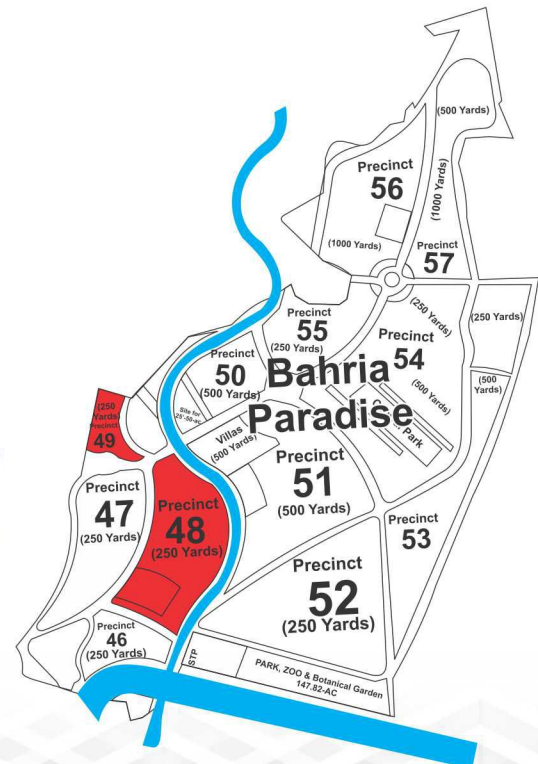 (500 Yards)
Precinct
56
(1000 Yards)
(1000 Yards)
Precinct
57
(250 Yards)
(250 Yards)
Precinct
55
(250 Yards)
Precinct
54
(500 Yards)
(500
Yards)
Precinct
50
(500 Yards)
Bahria
Paradise
Park
Site for
Villas
(500 Yards)
(250
Yards)
Precinct
49
Precinct
51
(500 Yards)
Precinct
47
(250 Yards)
Precinct
48
(250 Yards)
Precinct
53
Precinct
52
(250 Yards)
Precinct
46
(250 Yards)
STP
PARK, ZOO & Botanical Garden
147.82-AC